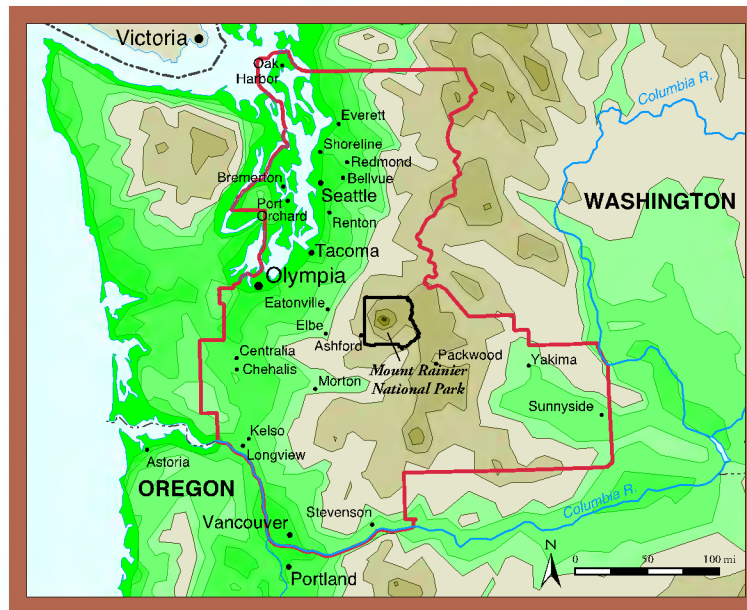 Victoria
Oak
Harbor
Columbia R.
Everett
Shoreline
Redmond
Bremerton
Bellvue
Seattle
WASHINGTON
Port
Orchard
Renton
Tacoma
Olympia
Eatonville
Elbe
Ashford
Centralia
Packwood
Yakima
Chehalis
Mount Rainier
National Park
Morton
Sunnyside
Kelso
Longview
Astoria
OREGON
Columbia R.
Stevenson
Vancouver
N
0 50 100 mi
Portland